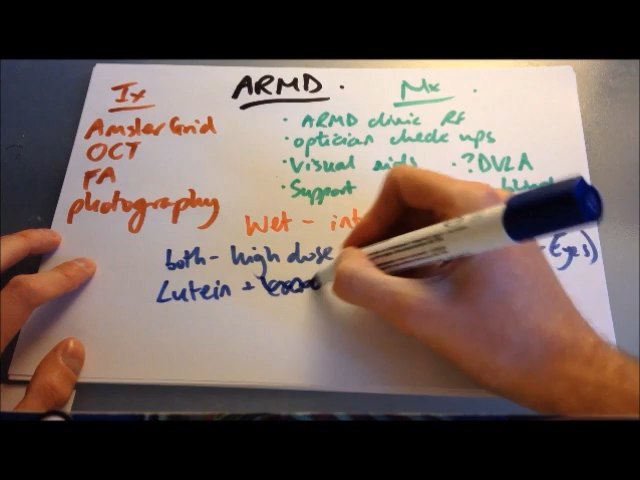 Ix ARMD. Mx.
Amsler Grid
OCT
FA
photography
· ARMD clinic Rf
· optician check ups
· Visual aids · ?DVLA
· Support
Wet - int
both - high dose Eyes)
Lutein +